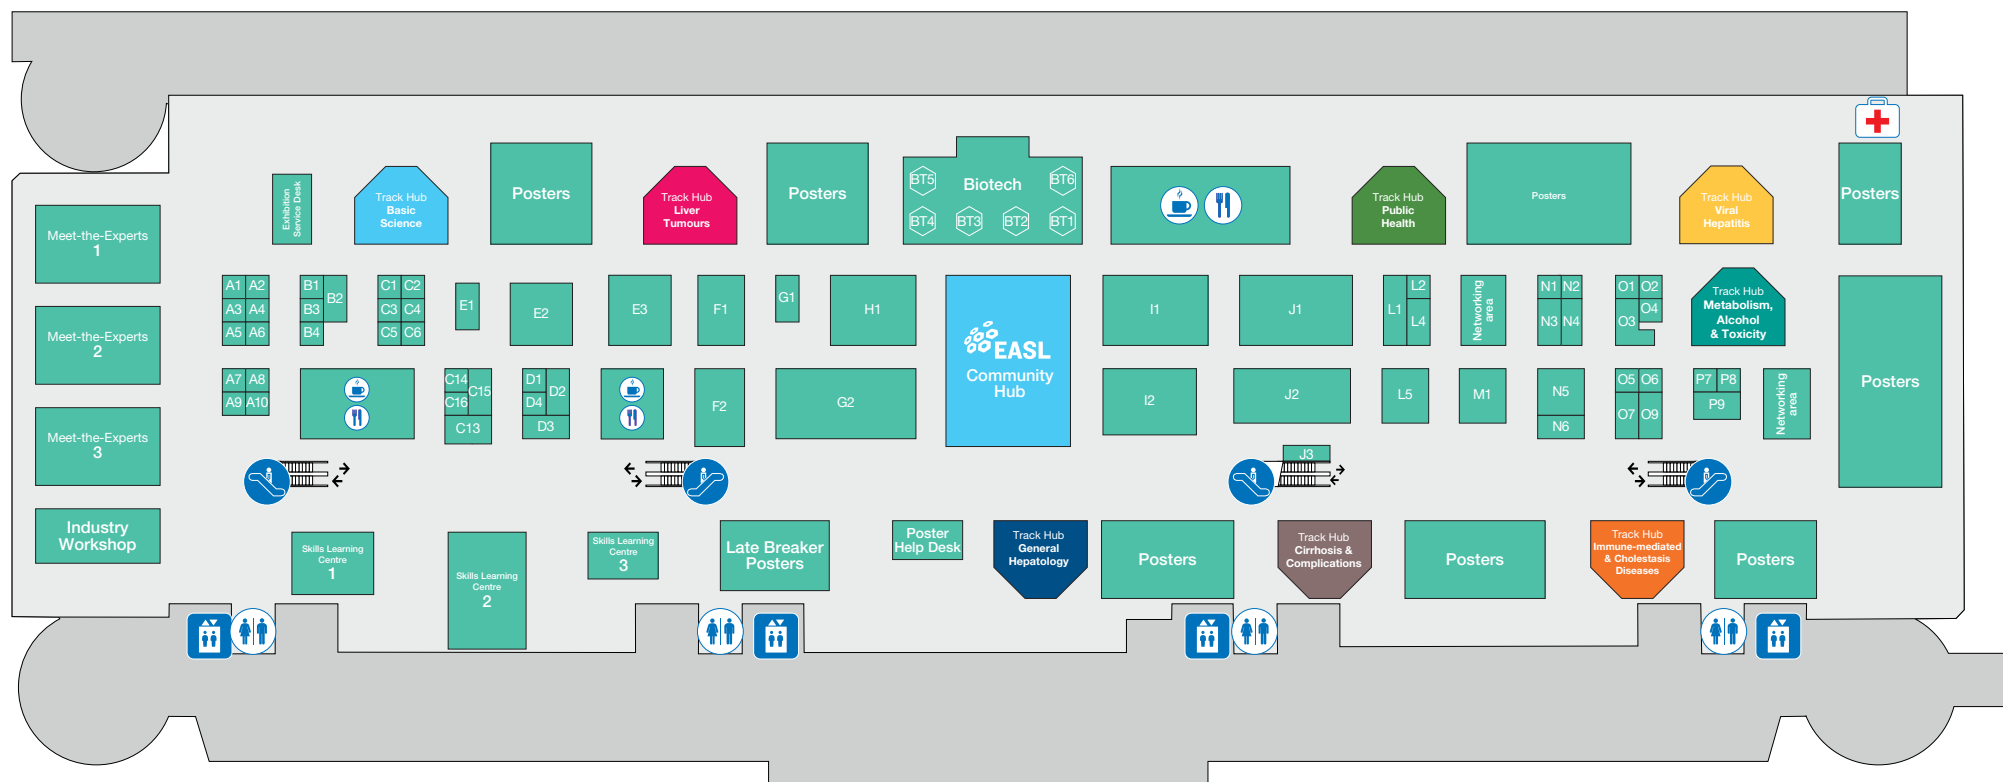 Exhibition
Service Desk
Track Hub
Basic
Science
Posters
Track Hub
Liver
Tumours
Posters
Biotech
BT5
BT6
BT4
BT3
BT2
BT1
Track Hub
Public
Health
Posters
Track Hub
Viral
Hepatitis
Posters
Meet-the-Experts
1
Meet-the-Experts
2
Meet-the-Experts
3
Industry
Workshop
A1
A2
A3
A4
A5
A6
B1
B2
B3
B4
C1
C2
C3
C4
C5
C6
E1
E2
E3
F1
G1
H1
EASL
Community
Hub
I1
J1
L1
L2
L4
Networking
area
N1
N2
N3
N4
O1
O2
O3
O4
Track Hub
Metabolism,
Alcohol
& Toxicity
Posters
A7
A8
A9
A10
C14
C15
C16
C13
D1
D2
D4
D3
F2
G2
I2
J2
J3
L5
M1
N5
N6
O5
O6
O7
O9
P7
P8
P9
Networking
area
Skills Learning
Centre
1
Skills Learning
Centre
2
Skills Learning
Centre
3
Late Breaker
Posters
Poster
Help Desk
Track Hub
General
Hepatology
Posters
Track Hub
Cirrhosis &
Complications
Posters
Track Hub
Immune-mediated
& Cholestasis
Diseases
Posters